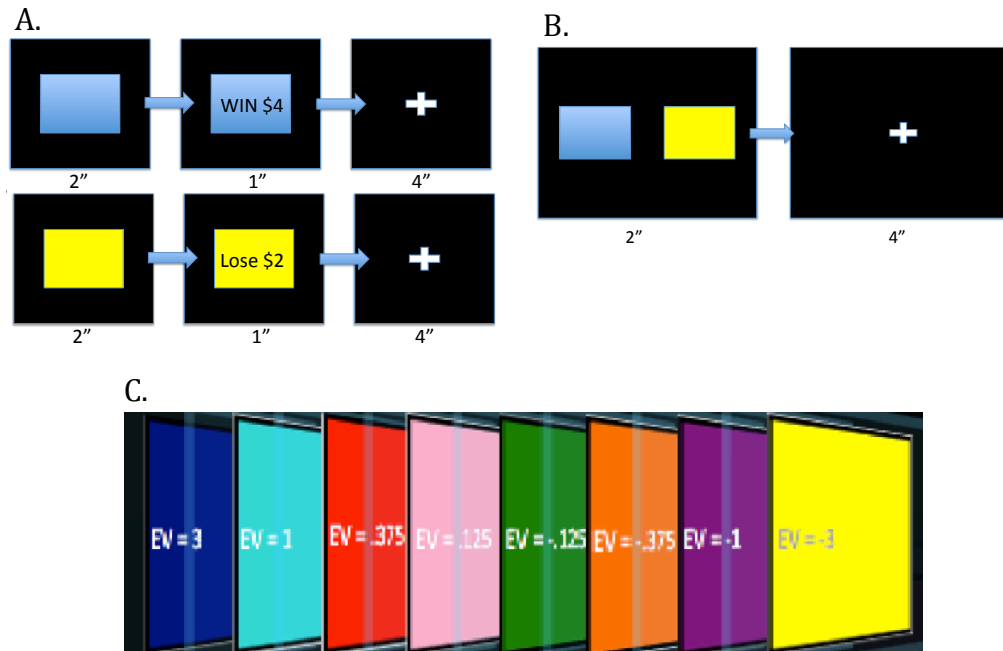 A.
B.
WIN $4
2”
1”
4”
Lose $2
2”
1”
4”
2”
4”
C.
EV = 3
EV = 1
EV = .375
EV = .125
EV = -.125
EV = -.375
EV = -1
EV = -3